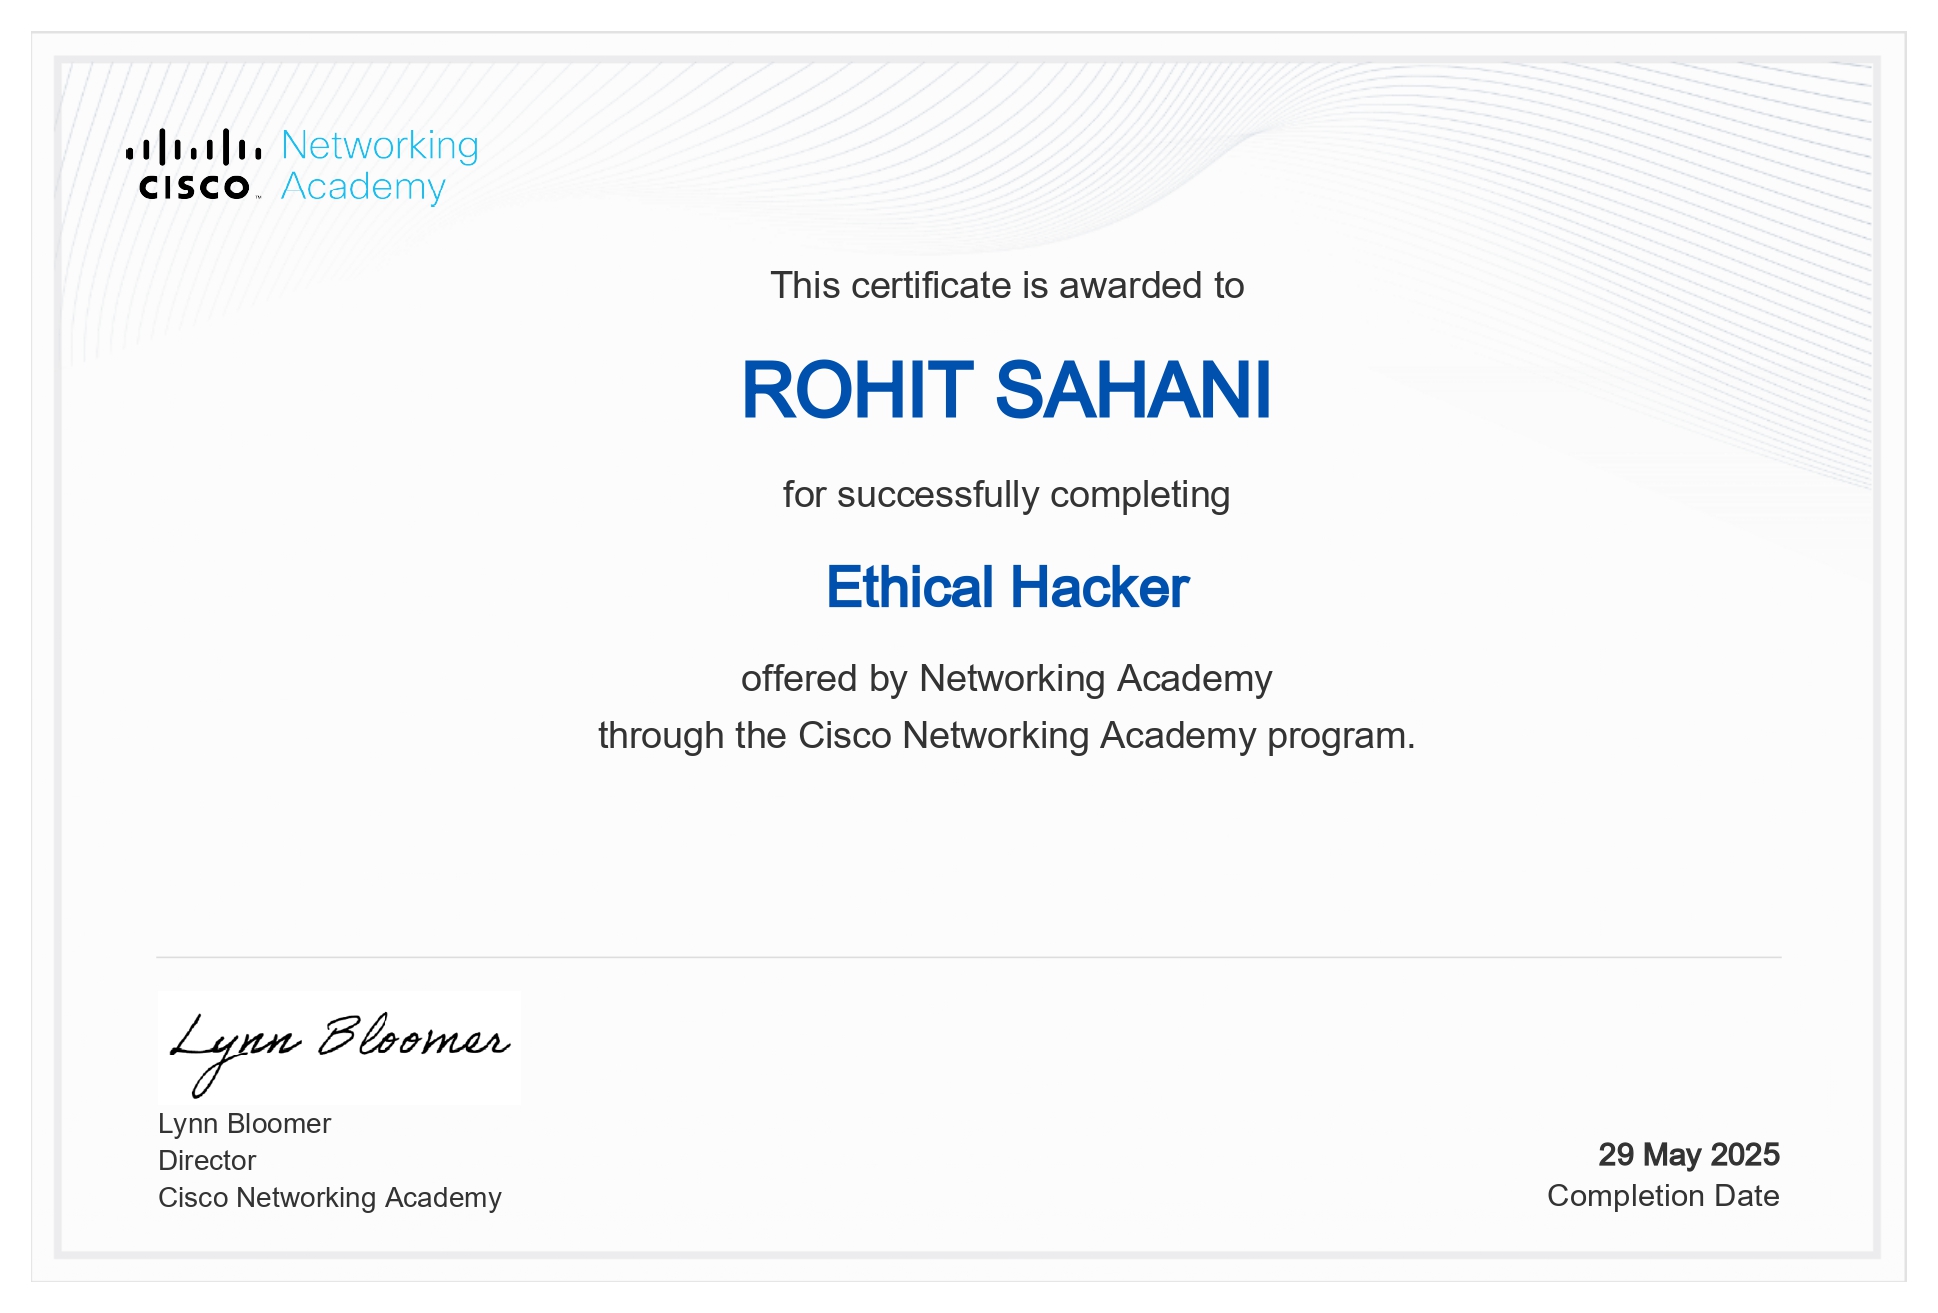 Networking
CISCO™ Academy
This certificate is awarded to
ROHIT SAHANI
for successfully completing
Ethical Hacker
offered by Networking Academy
through the Cisco Networking Academy program.
Lynn Bloomer
Lynn Bloomer
Director
Cisco Networking Academy
29 May 2025
Completion Date